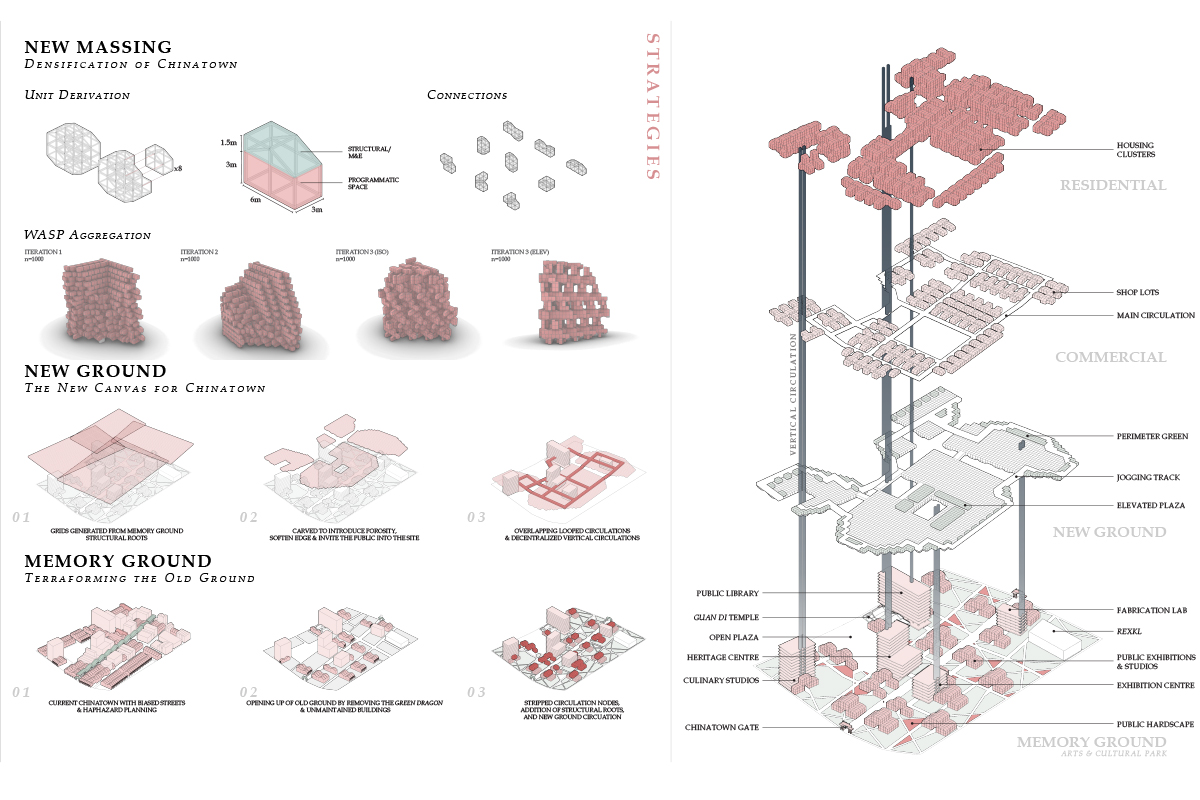 NEW MASSING
DENSIFICATION OF CHINATOWN
STRATEGIES
UNIT DERIVATION
x8
1.5m
3m
6m
3m
STRUCTURAL/
M&E
PROGRAMMATIC
SPACE
CONNECTIONS
WASP AGGREGATION
ITERATION 1
n=1000
ITERATION 2
n=1000
ITERATION 3 (ISO)
n=1000
ITERATION 3 (ELEV)
n=1000
NEW GROUND
THE NEW CANVAS FOR CHINATOWN
01
GRIDS GENERATED FROM MEMORY GROUND
STRUCTURAL ROOTS
02
CARVED TO INTRODUCE POROSITY,
SOFTEN EDGE & INVITE THE PUBLIC INTO THE SITE
03
OVERLAPPING LOOPED CIRCULATIONS
& DECENTRALIZED VERTICAL CIRCULATIONS
MEMORY GROUND
TERRAFORMING THE OLD GROUND
01
CURRENT CHINATOWN WITH BIASED STREETS
& HAPHAZARD PLANNING
02
OPENING UP OF OLD GROUND BY REMOVING THE GREEN DRAGON
& UNMAINTAINED BUILDINGS
03
STRIPPED CIRCULATION NODES,
ADDITION OF STRUCTURAL ROOTS,
AND NEW GROUND CIRCUATION
HOUSING
CLUSTERS
RESIDENTIAL
SHOP LOTS
MAIN CIRCULATION
COMMERCIAL
VERTICAL CIRCULATION
PERIMETER GREEN
JOGGING TRACK
ELEVATED PLAZA
NEW GROUND
PUBLIC LIBRARY
GUAN DI TEMPLE
OPEN PLAZA
HERITAGE CENTRE
CULINARY STUDIOS
CHINATOWN GATE
FABRICATION LAB
REXKL
PUBLIC EXHIBITIONS
& STUDIOS
EXHIBITION CENTRE
PUBLIC HARDSCAPE
MEMORY GROUND
ARTS & CULTURAL PARK